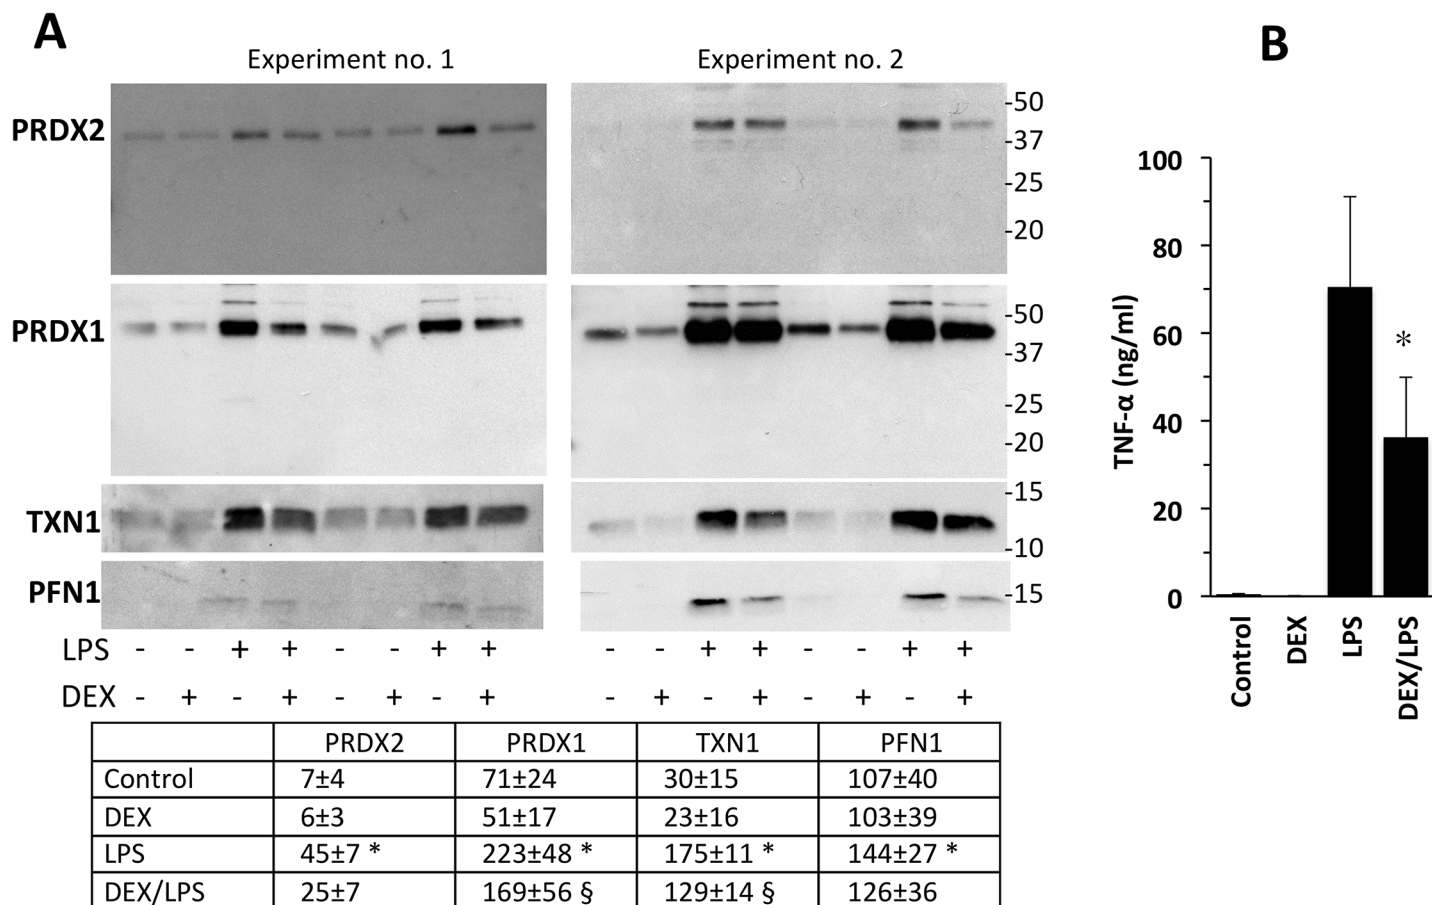 A
B
Experiment no. 1
Experiment no. 2
PRDX2
-50
-37
-25
-20
PRDX1
-50
-37
-25
-20
TXN1
-15
-10
PFN1
-15
LPS - - + + - - + + - - + + - - + +
DEX - + - + - + - + - + - + - + - +
PRDX2 PRDX1 TXN1 PFN1
Control 7±4 71±24 30±15 107±40
DEX 6±3 51±17 23±16 103±39
LPS 45±7 * 223±48 * 175±11 * 144±27 *
DEX/LPS 25±7 169±56 § 129±14 § 126±36
TNF-α (ng/ml)
100
80
60
40
20
0
*
Control
DEX
LPS
DEX/LPS